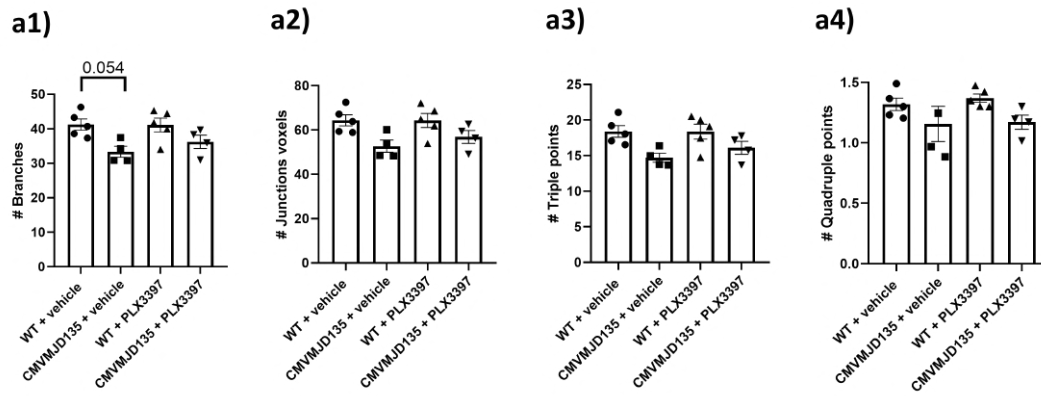 a1)
0.054
# Branches
50
40
30
20
10
0
WT + vehicle
CMVMJD135 + vehicle
WT + PLX3397
CMVMJD135 + PLX3397
a2)
# Junctions voxels
80
60
40
20
0
WT + vehicle
CMVMJD135 + vehicle
WT + PLX3397
CMVMJD135 + PLX3397
a3)
# Triple points
25
20
15
10
5
0
WT + vehicle
CMVMJD135 + vehicle
WT + PLX3397
CMVMJD135 + PLX3397
a4)
# Quadruple points
1.5
1.0
0.5
0.0
WT + vehicle
CMVMJD135 + vehicle
WT + PLX3397
CMVMJD135 + PLX3397